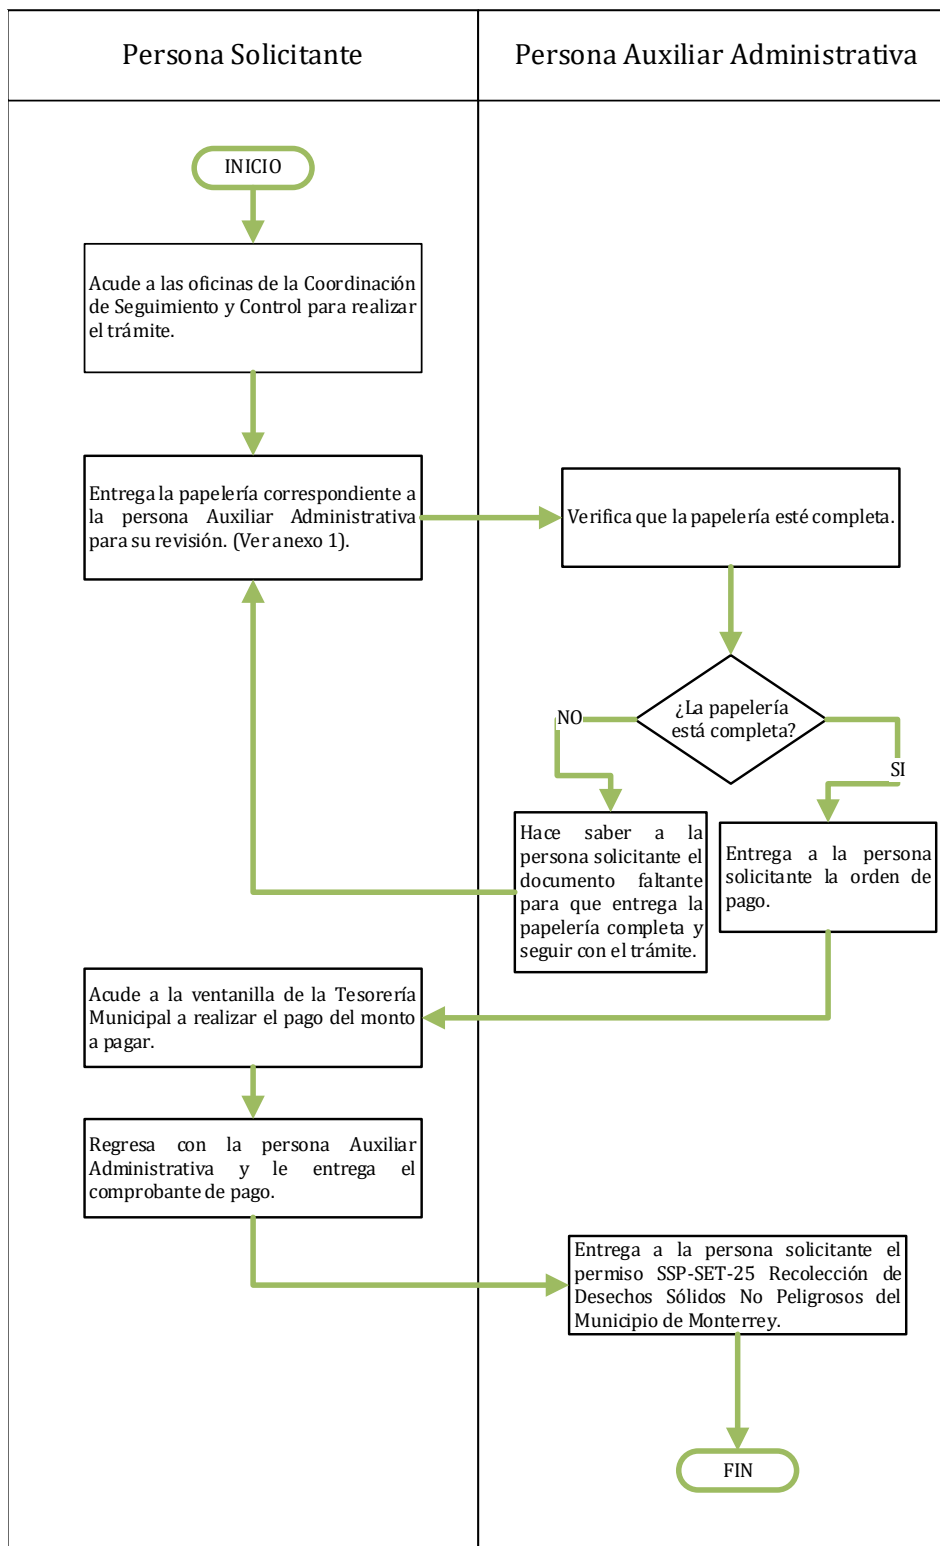 Persona Solicitante
Persona Auxiliar Administrativa
INICIO
Acude a las oficinas de la Coordinación
de Seguimiento y Control para realizar
el trámite.
Entrega la papelería correspondiente a
la persona Auxiliar Administrativa
para su revisión. (Ver anexo 1).
Verifica que la papelería esté completa.
¿La papelería
está completa?
NO
SI
Hace saber a la
persona solicitante el
documento faltante
para que entrega la
papelería completa y
seguir con el trámite.
Entrega a la persona
solicitante la orden de
pago.
Acude a la ventanilla de la Tesorería
Municipal a realizar el pago del monto
a pagar.
Regresa con la persona Auxiliar
Administrativa y le entrega el
comprobante de pago.
Entrega a la persona solicitante el
permiso SSP-SET-25 Recolección de
Desechos Sólidos No Peligrosos del
Municipio de Monterrey.
FIN